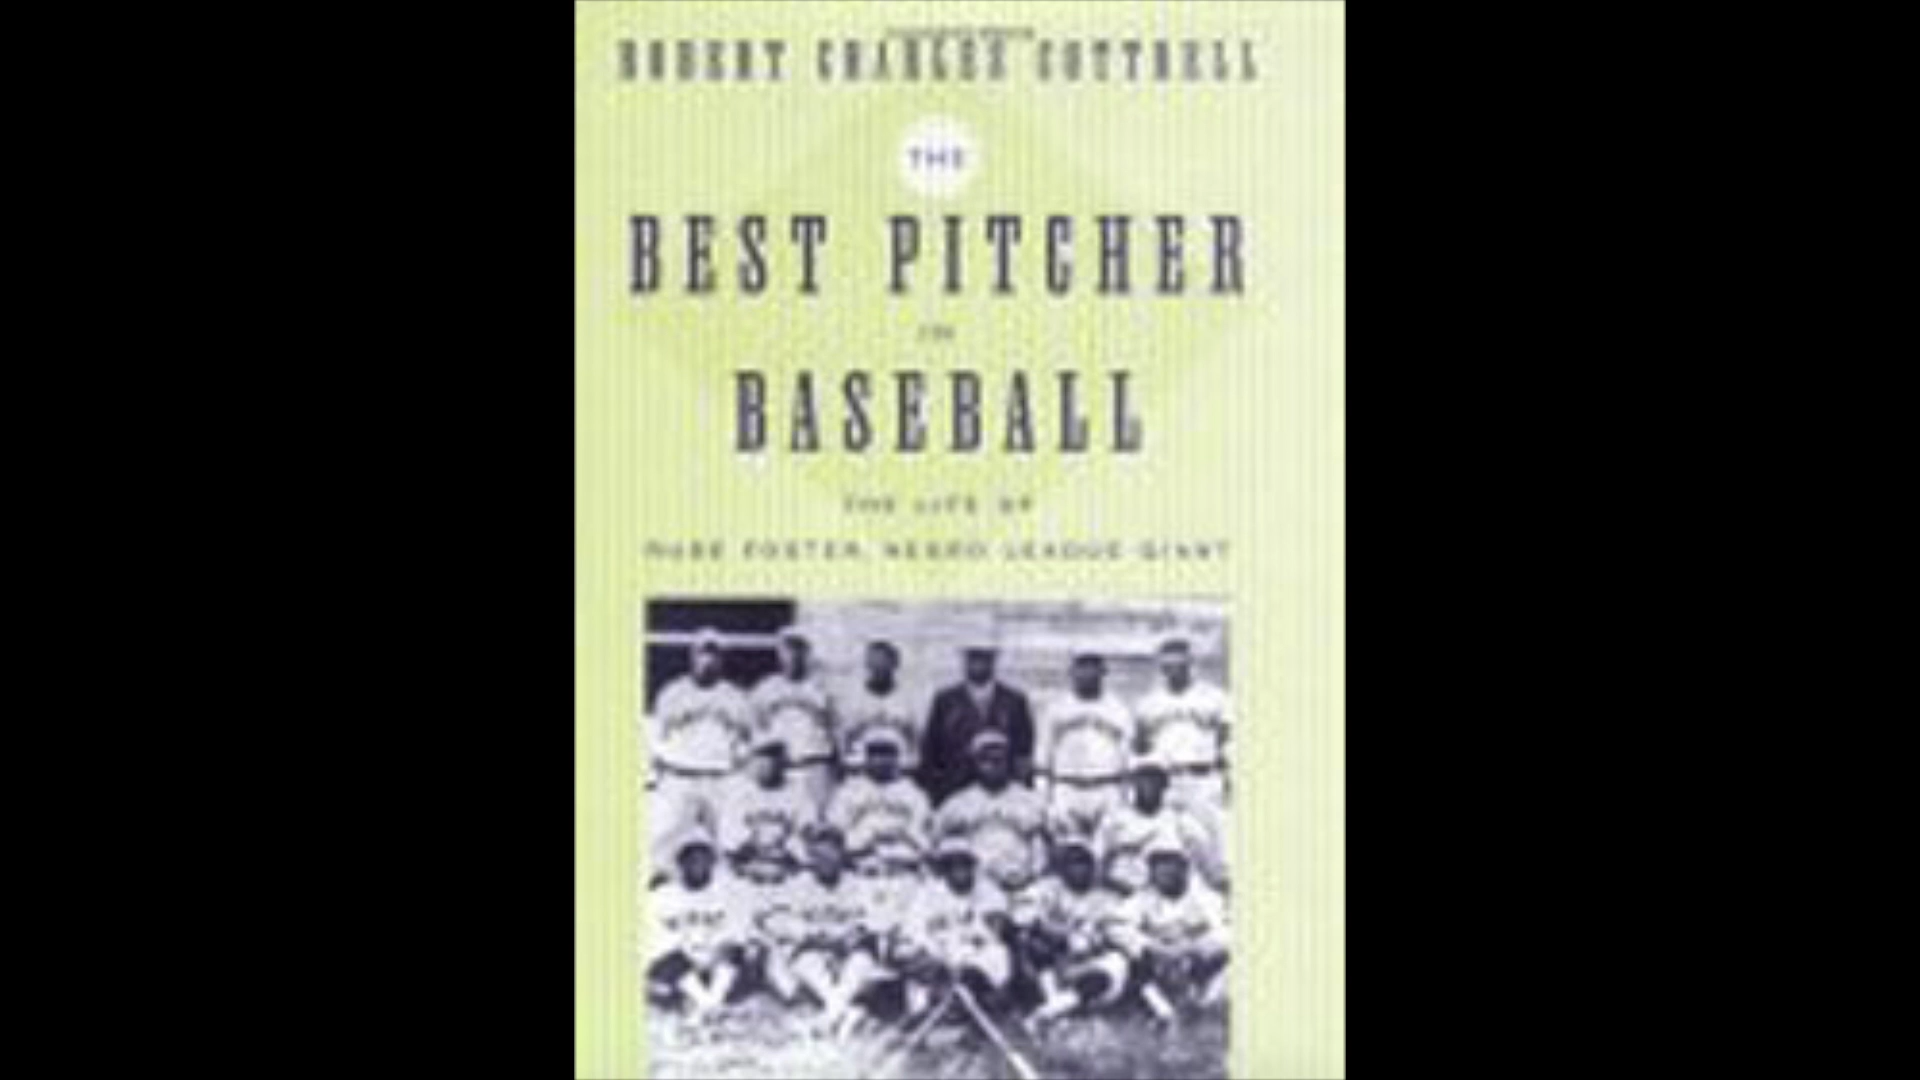 ROBERT CHARLES COTTRELL
THE
BEST PITCHER
IN
BASEBALL
THE LIFE OF
RUBE FOSTER, NEGRO LEAGUE GIANT